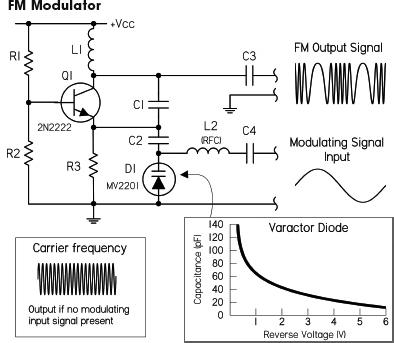 FM Modulator
+VCC
L1
R1
Q1
2N2222
C1
C2
R2
R3
D1
MV2201
L2
(RFC)
C3
C4
FM Output Signal
Modulating Signal
Input
Carrier frequency
Output if no modulating
input signal present
Varactor Diode
Capacitance (pF)
140
120
100
80
60
40
20
0
1 2 3 4 5 6
Reverse Voltage (V)